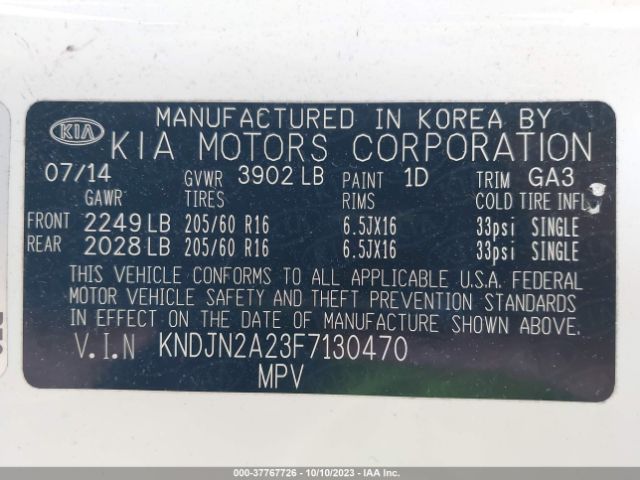 MANUFACTURED IN KOREA BY
KIA KIA MOTORS CORPORATION
07/14 GVWR 3902 LB PAINT 1D TRIM GA3
GAWR TIRES RIMS COLD TIRE INFL
FRONT 2249 LB 205/60 R16 6.5JX16 33psi SINGLE
REAR 2028 LB 205/60 R16 6.5JX16 33psi SINGLE
THIS VEHICLE CONFORMS TO ALL APPLICABLE U.S.A. FEDERAL
MOTOR VEHICLE SAFETY AND THEFT PREVENTION STANDARDS
IN EFFECT ON THE DATE OF MANUFACTURE SHOWN ABOVE.
V.I.N KNDJN2A23F7130470
MPV
000-37767726 - 10/10/2023 - IAAI.COM